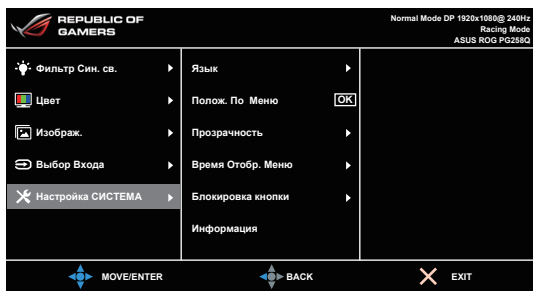 REPUBLIC OF
GAMERS
Normal Mode DP 1920x1080@ 240Hz
Racing Mode
ASUS ROG PG258Q
Фильтр Син. св.
Цвет
Изображ.
Выбор Входа
Настройка СИСТЕМА
Язык
Полож. По Меню OK
Прозрачность
Время Отобр. Меню
Блокировка кнопки
Информация
MOVE/ENTER
BACK
EXIT